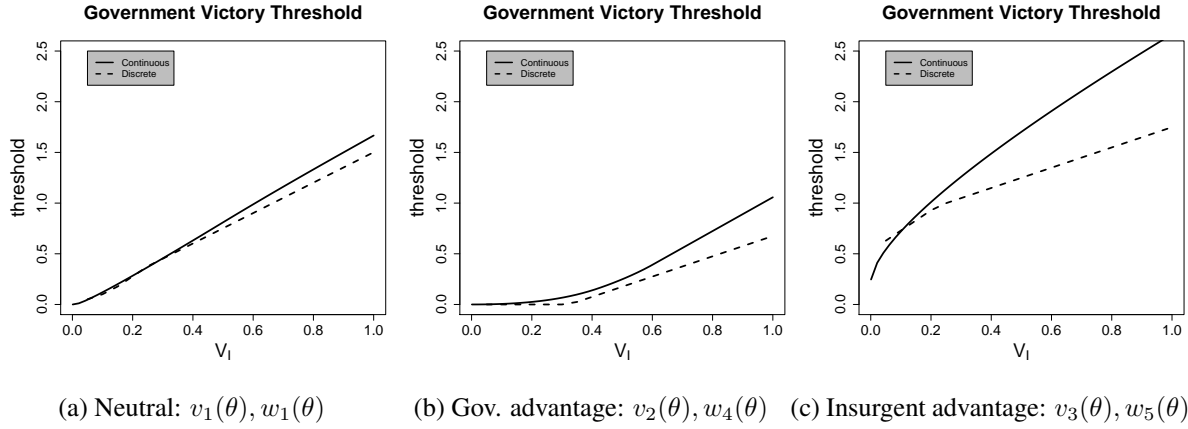 Government Victory Threshold
Continuous
Discrete
threshold
0.0 0.5 1.0 1.5 2.0 2.5
0.0 0.2 0.4 0.6 0.8 1.0
V_I
(a) Neutral: v₁(θ), w₁(θ)
Government Victory Threshold
Continuous
Discrete
threshold
0.0 0.5 1.0 1.5 2.0 2.5
0.0 0.2 0.4 0.6 0.8 1.0
V_I
(b) Gov. advantage: v₂(θ), w₄(θ)
Government Victory Threshold
Continuous
Discrete
threshold
0.0 0.5 1.0 1.5 2.0 2.5
0.0 0.2 0.4 0.6 0.8 1.0
V_I
(c) Insurgent advantage: v₃(θ), w₅(θ)